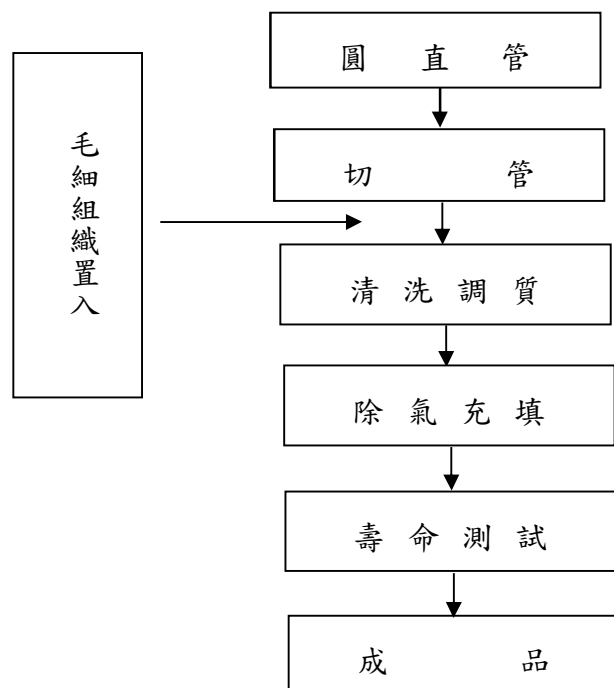 圓直管
毛細組織置入
切管
清洗調質
除氣充填
壽命測試
成品